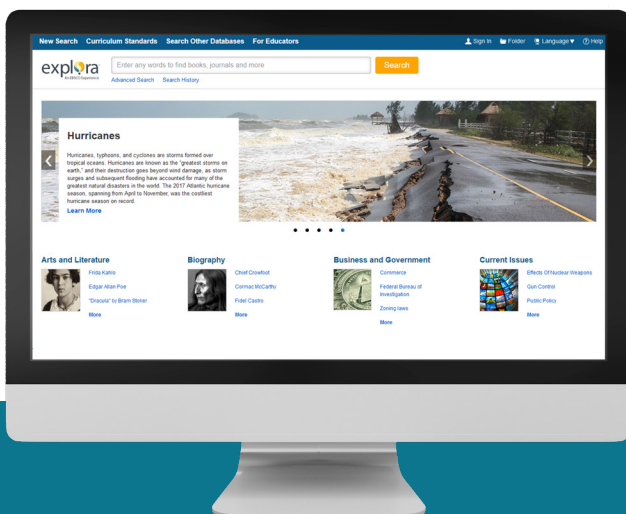 New Search Curriculum Standards Search Other Databases For Educators Sign In Folder Language▼ Help
explora
An EBSCO Experience
Enter any words to find books, journals and more
Search
Advanced Search Search History
Hurricanes
Hurricanes, typhoons, and cyclones are storms formed over
tropical oceans. Hurricanes are known as the "greatest storms on
earth," and their destruction goes beyond wind damage, as storm
surges and subsequent flooding have accounted for many of the
greatest natural disasters in the world. The 2017 Atlantic hurricane
season, spanning from April to November, was the costliest
hurricane season on record.
Learn More
Arts and Literature
Frida Kahlo
Edgar Allan Poe
"Dracula" by Bram Stoker
More
Biography
Chief Crowfoot
Cormac McCarthy
Fidel Castro
More
Business and Government
Commerce
Federal Bureau of
Investigation
Zoning laws
More
Current Issues
Effects Of Nuclear Weapons
Gun Control
Public Policy
More